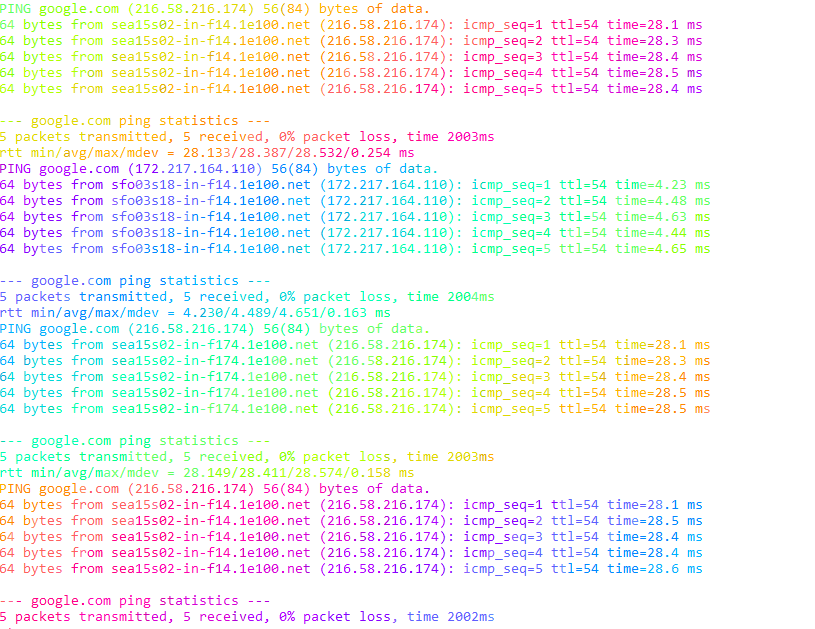 PING google.com (216.58.216.174) 56(84) bytes of data.
64 bytes from sea15s02-in-f14.1e100.net (216.58.216.174): icmp_seq=1 ttl=54 time=28.1 ms
64 bytes from sea15s02-in-f14.1e100.net (216.58.216.174): icmp_seq=2 ttl=54 time=28.3 ms
64 bytes from sea15s02-in-f14.1e100.net (216.58.216.174): icmp_seq=3 ttl=54 time=28.4 ms
64 bytes from sea15s02-in-f14.1e100.net (216.58.216.174): icmp_seq=4 ttl=54 time=28.5 ms
64 bytes from sea15s02-in-f14.1e100.net (216.58.216.174): icmp_seq=5 ttl=54 time=28.4 ms

--- google.com ping statistics ---
5 packets transmitted, 5 received, 0% packet loss, time 2003ms
rtt min/avg/max/mdev = 28.133/28.387/28.532/0.254 ms
PING google.com (172.217.164.110) 56(84) bytes of data.
64 bytes from sfo03s18-in-f14.1e100.net (172.217.164.110): icmp_seq=1 ttl=54 time=4.23 ms
64 bytes from sfo03s18-in-f14.1e100.net (172.217.164.110): icmp_seq=2 ttl=54 time=4.48 ms
64 bytes from sfo03s18-in-f14.1e100.net (172.217.164.110): icmp_seq=3 ttl=54 time=4.63 ms
64 bytes from sfo03s18-in-f14.1e100.net (172.217.164.110): icmp_seq=4 ttl=54 time=4.44 ms
64 bytes from sfo03s18-in-f14.1e100.net (172.217.164.110): icmp_seq=5 ttl=54 time=4.65 ms

--- google.com ping statistics ---
5 packets transmitted, 5 received, 0% packet loss, time 2004ms
rtt min/avg/max/mdev = 4.230/4.489/4.651/0.163 ms
PING google.com (216.58.216.174) 56(84) bytes of data.
64 bytes from sea15s02-in-f174.1e100.net (216.58.216.174): icmp_seq=1 ttl=54 time=28.1 ms
64 bytes from sea15s02-in-f174.1e100.net (216.58.216.174): icmp_seq=2 ttl=54 time=28.3 ms
64 bytes from sea15s02-in-f174.1e100.net (216.58.216.174): icmp_seq=3 ttl=54 time=28.4 ms
64 bytes from sea15s02-in-f174.1e100.net (216.58.216.174): icmp_seq=4 ttl=54 time=28.5 ms
64 bytes from sea15s02-in-f174.1e100.net (216.58.216.174): icmp_seq=5 ttl=54 time=28.5 ms

--- google.com ping statistics ---
5 packets transmitted, 5 received, 0% packet loss, time 2003ms
rtt min/avg/max/mdev = 28.149/28.411/28.574/0.158 ms
PING google.com (216.58.216.174) 56(84) bytes of data.
64 bytes from sea15s02-in-f14.1e100.net (216.58.216.174): icmp_seq=1 ttl=54 time=28.1 ms
64 bytes from sea15s02-in-f14.1e100.net (216.58.216.174): icmp_seq=2 ttl=54 time=28.5 ms
64 bytes from sea15s02-in-f14.1e100.net (216.58.216.174): icmp_seq=3 ttl=54 time=28.4 ms
64 bytes from sea15s02-in-f14.1e100.net (216.58.216.174): icmp_seq=4 ttl=54 time=28.4 ms
64 bytes from sea15s02-in-f14.1e100.net (216.58.216.174): icmp_seq=5 ttl=54 time=28.6 ms

--- google.com ping statistics ---
5 packets transmitted, 5 received, 0% packet loss, time 2002ms